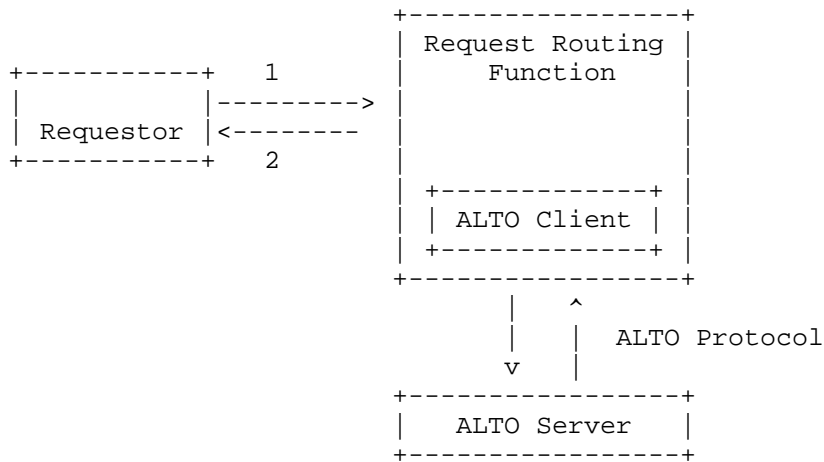 Request Routing
Function
1
Requestor
2
ALTO Client
ALTO Protocol
ALTO Server